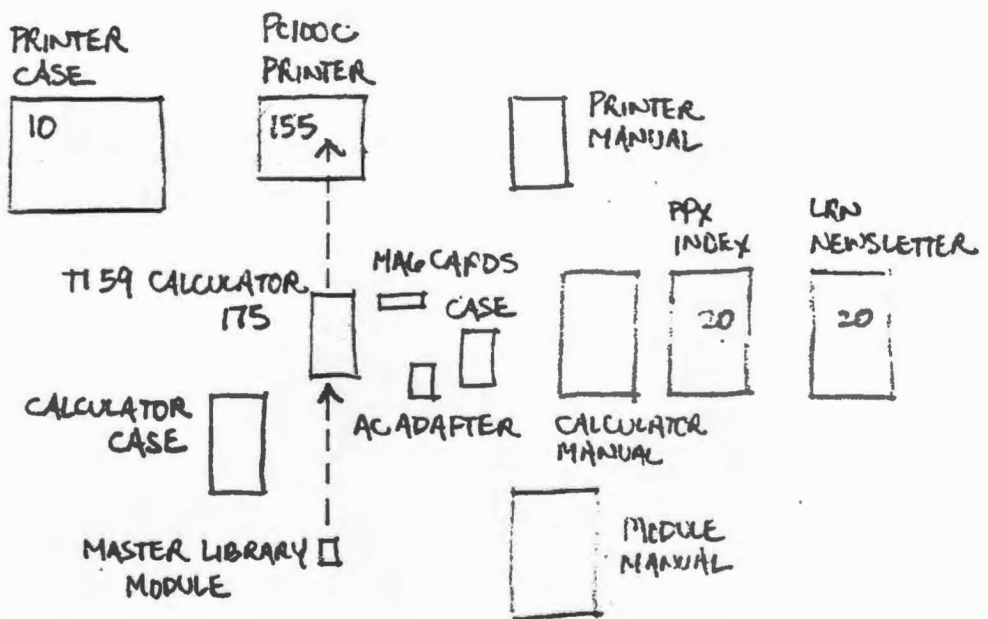 PRINTER
CASE
10
PC100C
PRINTER
155
PRINTER
MANUAL
TI 59 CALCULATOR
175
MAG CARDS
CASE
AC ADAPTER
CALCULATOR
MANUAL
PPX
INDEX
20
LRN
NEWSLETTER
20
CALCULATOR
CASE
MASTER LIBRARY
MODULE
MODULE
MANUAL